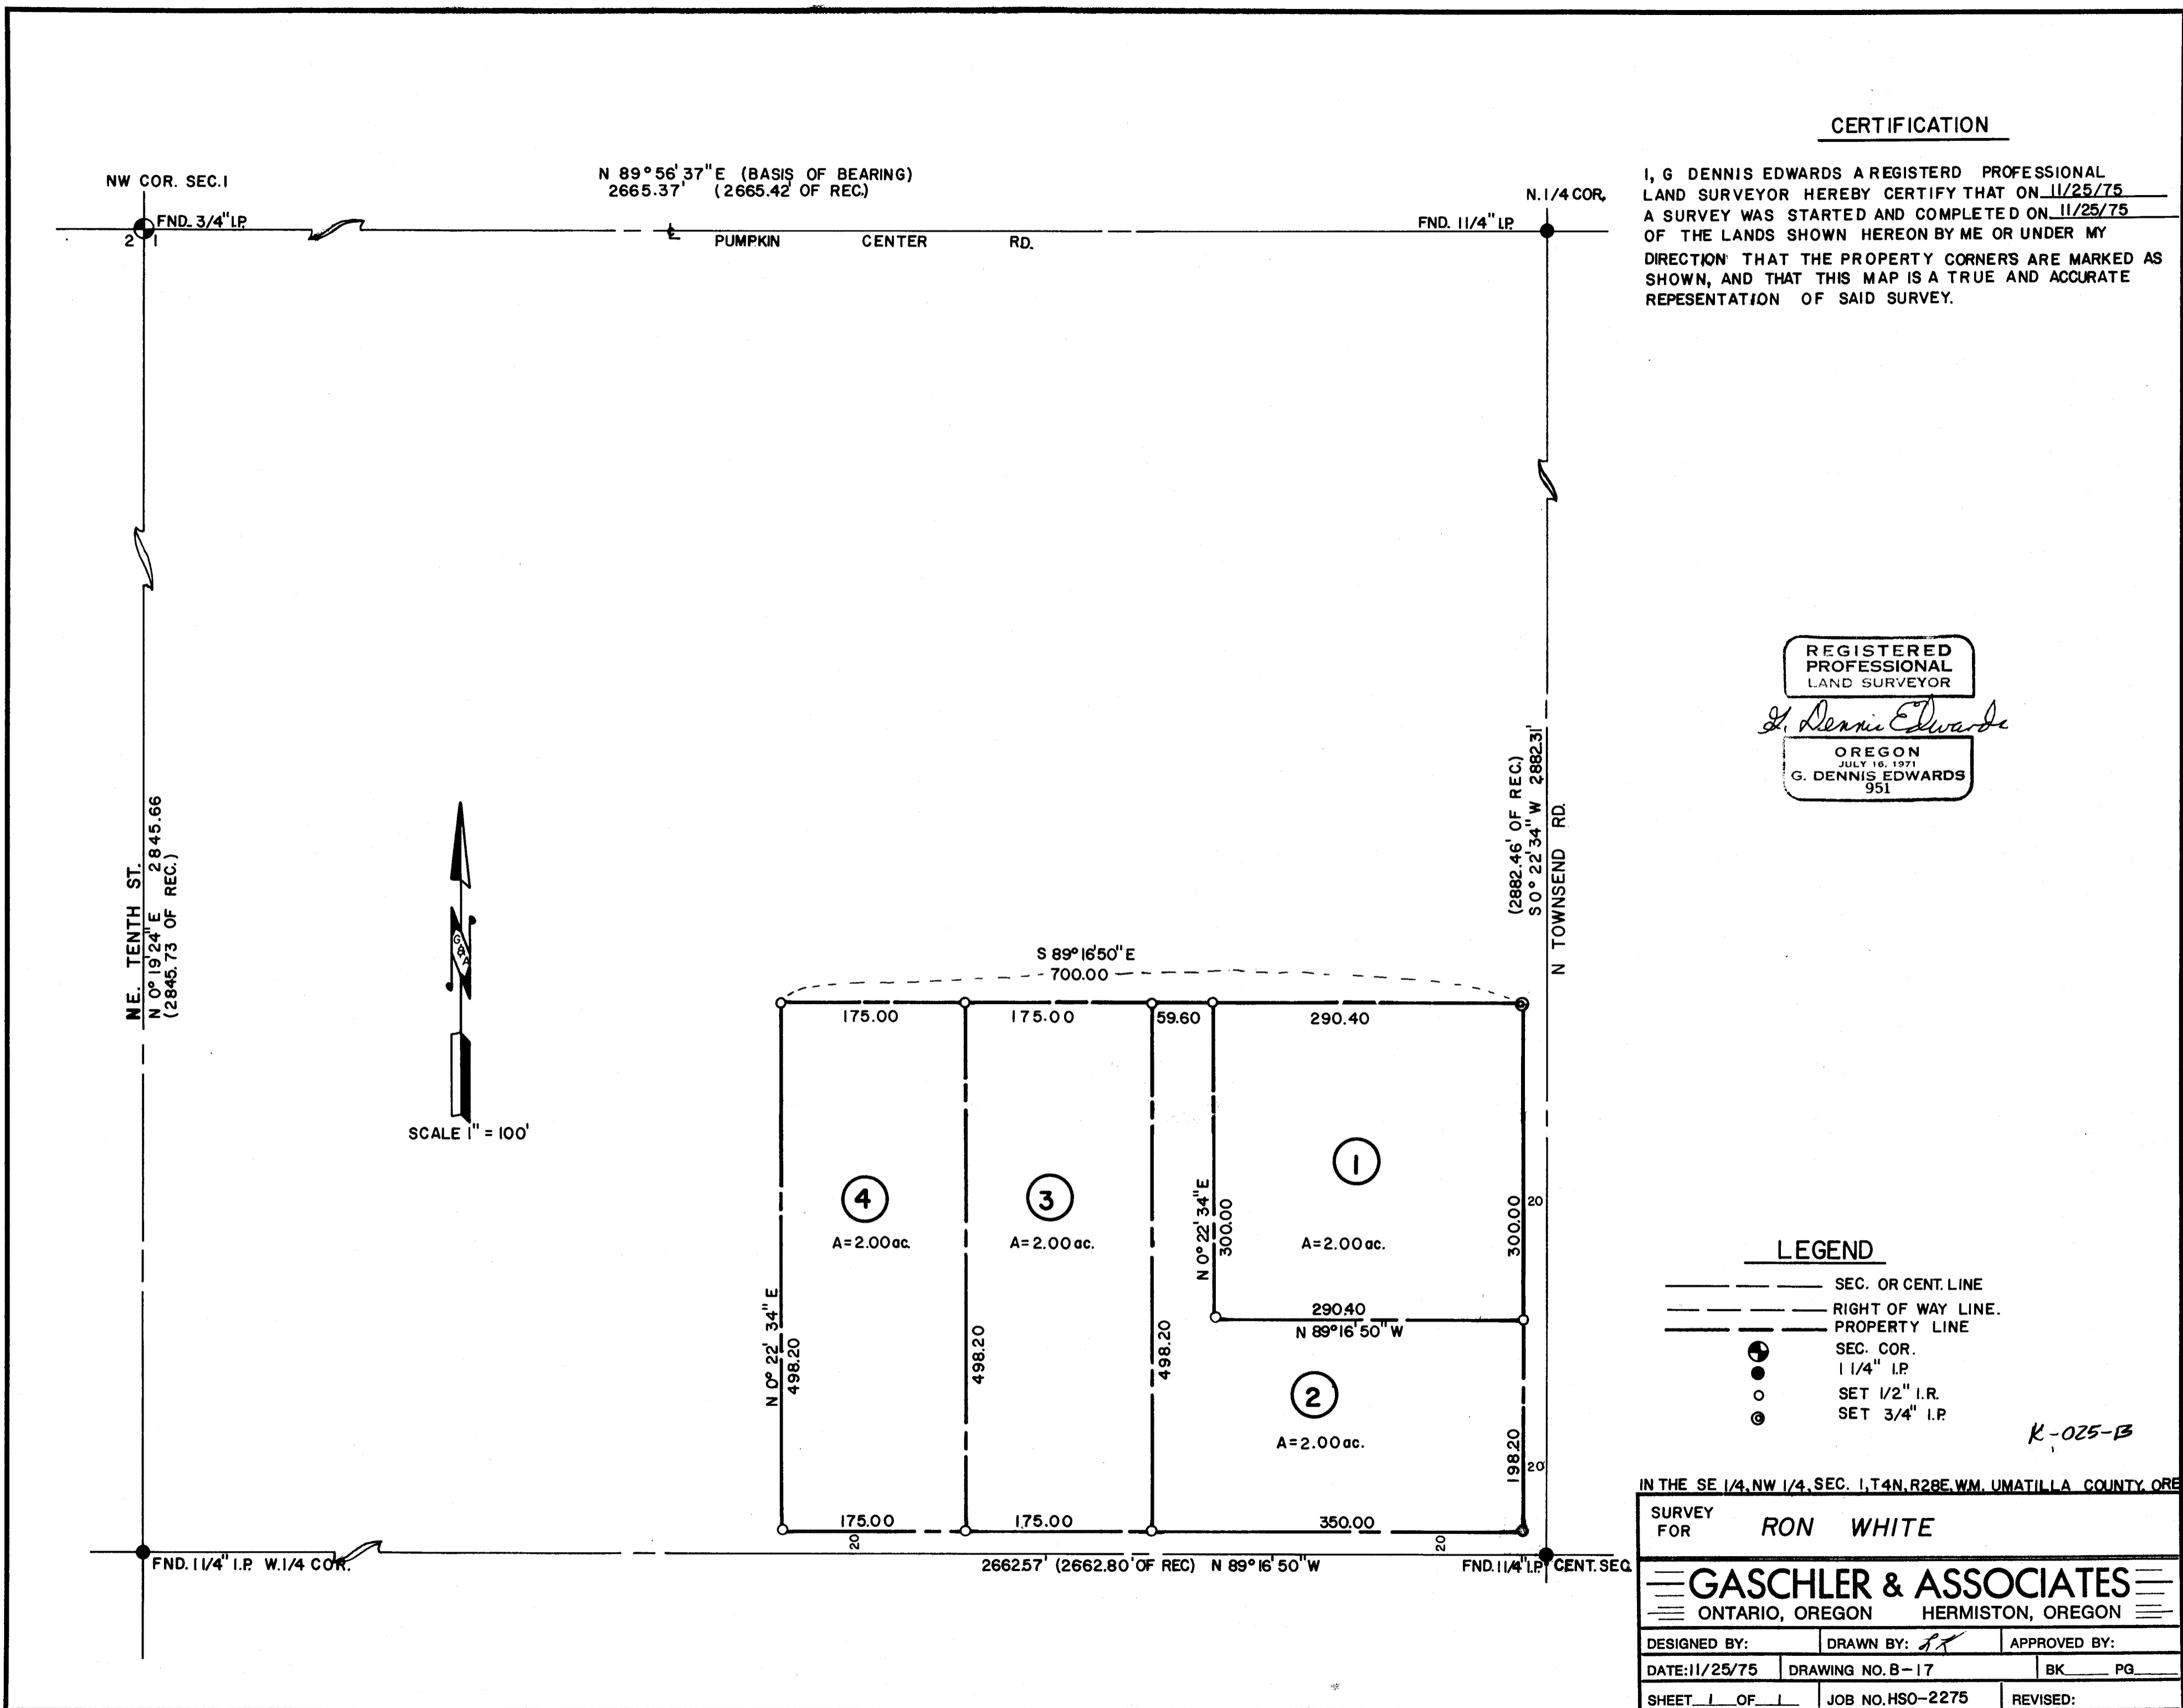 CERTIFICATION
I, G DENNIS EDWARDS A REGISTERD PROFESSIONAL
LAND SURVEYOR HEREBY CERTIFY THAT ON 11/25/75
A SURVEY WAS STARTED AND COMPLETED ON 11/25/75
OF THE LANDS SHOWN HEREON BY ME OR UNDER MY
DIRECTION THAT THE PROPERTY CORNERS ARE MARKED AS
SHOWN, AND THAT THIS MAP IS A TRUE AND ACCURATE
REPESENTATION OF SAID SURVEY.
NW COR. SEC.1
N 89°56'37"E (BASIS OF BEARING)
2665.37' (2665.42' OF REC.)
N.1/4 COR.
FND. 3/4" I.P.
2 1
PUMPKIN CENTER RD.
FND. 1 1/4" I.P.
REGISTERED
PROFESSIONAL
LAND SURVEYOR
G. Dennis Edwards
OREGON
JULY 16, 1971
G. DENNIS EDWARDS
951
NE. TENTH ST.
N 0° 19' 24" E 2845.66
(2845.73 OF REC.)
G & A
SCALE 1" = 100'
(2882.46' OF REC.)
S 0° 22' 34" W 2882.31'
N TOWNSEND RD.
S 89°16'50" E
700.00
175.00
175.00
59.60
290.40
4
A=2.00 ac.
3
A=2.00 ac.
1
A=2.00 ac.
N 0° 22' 34" E
300.00
300.00
20
290.40
N 89°16'50" W
N 0° 22' 34" E
498.20
498.20
498.20
2
A=2.00 ac.
198.20
20'
175.00
175.00
350.00
20
20
FND. 1 1/4" I.P. W.1/4 COR.
2662.57' (2662.80' OF REC) N 89°16'50" W
FND. 1 1/4" I.P. CENT. SEC.
LEGEND
SEC. OR CENT. LINE
RIGHT OF WAY LINE.
PROPERTY LINE
SEC. COR.
1 1/4" I.P.
SET 1/2" I.R.
SET 3/4" I.P.
K-025-B
IN THE SE 1/4, NW 1/4, SEC. 1, T4N, R28E, W.M. UMATILLA COUNTY, ORE
SURVEY FOR RON WHITE
GASCHLER & ASSOCIATES
ONTARIO, OREGON HERMISTON, OREGON
DESIGNED BY: DRAWN BY: APPROVED BY:
DATE: 11/25/75 DRAWING NO. B-17 BK PG
SHEET 1 OF 1 JOB NO. HSO-2275 REVISED: